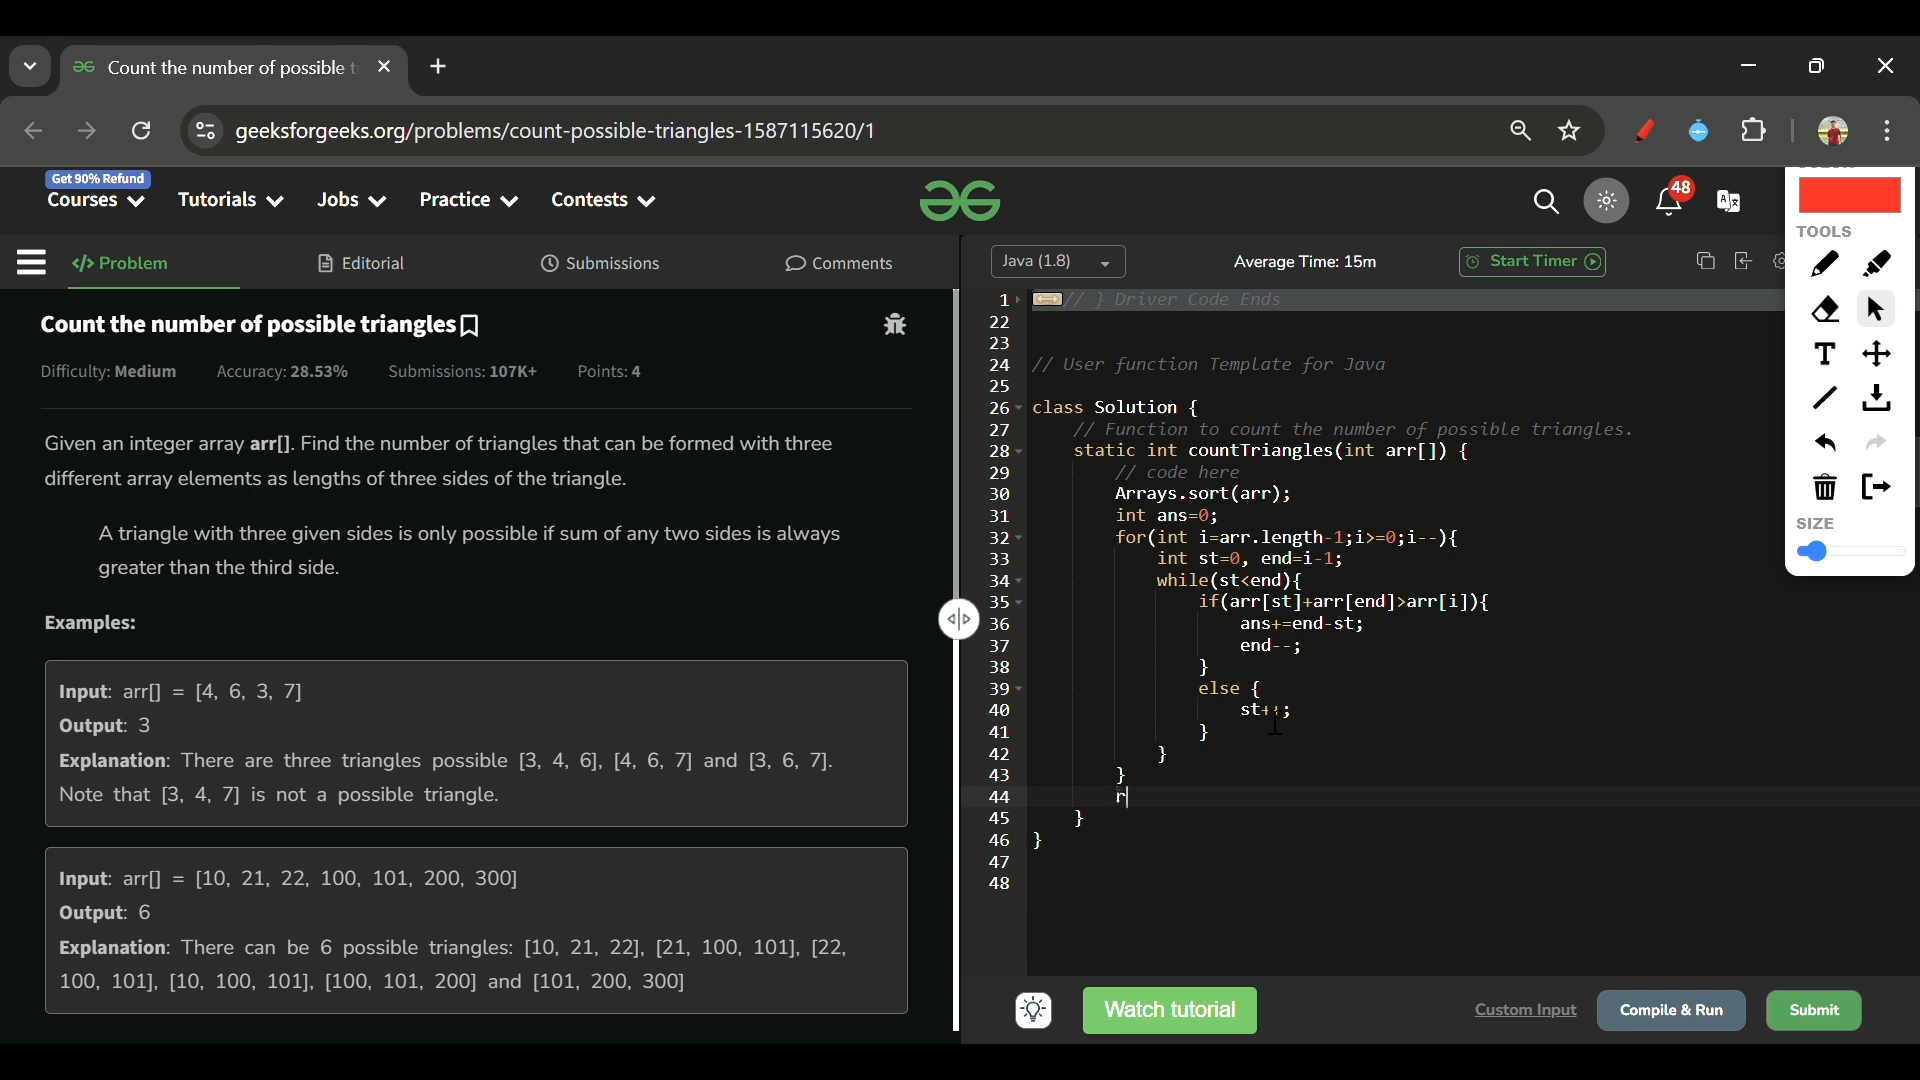 Count the number of possible t
geeksforgeeks.org/problems/count-possible-triangles-1587115620/1
Get 90% Refund
Courses
Tutorials
Jobs
Practice
Contests
48
TOOLS
SIZE
</> Problem
Editorial
Submissions
Comments
Java (1.8)
Average Time: 15m
Start Timer
Count the number of possible triangles
Difficulty: Medium Accuracy: 28.53% Submissions: 107K+ Points: 4
Given an integer array arr[]. Find the number of triangles that can be formed with three
different array elements as lengths of three sides of the triangle.
A triangle with three given sides is only possible if sum of any two sides is always
greater than the third side.
Examples:
Input: arr[] = [4, 6, 3, 7]
Output: 3
Explanation: There are three triangles possible [3, 4, 6], [4, 6, 7] and [3, 6, 7].
Note that [3, 4, 7] is not a possible triangle.
Input: arr[] = [10, 21, 22, 100, 101, 200, 300]
Output: 6
Explanation: There can be 6 possible triangles: [10, 21, 22], [21, 100, 101], [22,
100, 101], [10, 100, 101], [100, 101, 200] and [101, 200, 300]
1 // } Driver Code Ends
22
23
24 // User function Template for Java
25
26 class Solution {
27 // Function to count the number of possible triangles.
28 static int countTriangles(int arr[]) {
29 // code here
30 Arrays.sort(arr);
31 int ans=0;
32 for(int i=arr.length-1;i>=0;i--){
33 int st=0, end=i-1;
34 while(st<end){
35 if(arr[st]+arr[end]>arr[i]){
36 ans+=end-st;
37 end--;
38 }
39 else {
40 st++;
41 }
42 }
43 }
44 r
45 }
46 }
47
48
Watch tutorial
Custom Input
Compile & Run
Submit